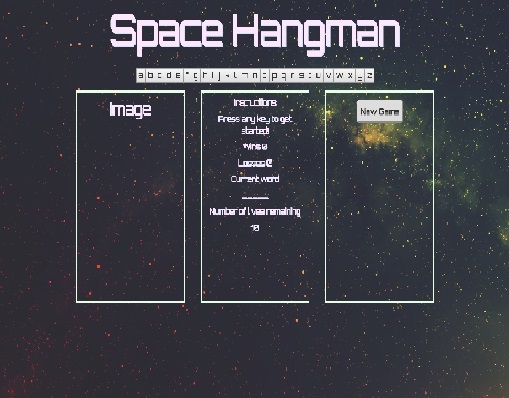 Space Hangman
a b c d e f g h i j k l m n o p q r s t u v w x y z
Image
Instructions:
Press any key to get
started!
*Wins: 0
Losses: 0
Current word
Number of lives remaining
10
New Game